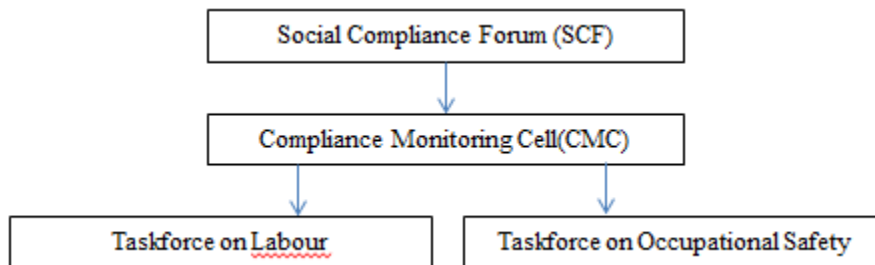 Social Compliance Forum (SCF)
Compliance Monitoring Cell(CMC)
Taskforce on Labour
Taskforce on Occupational Safety